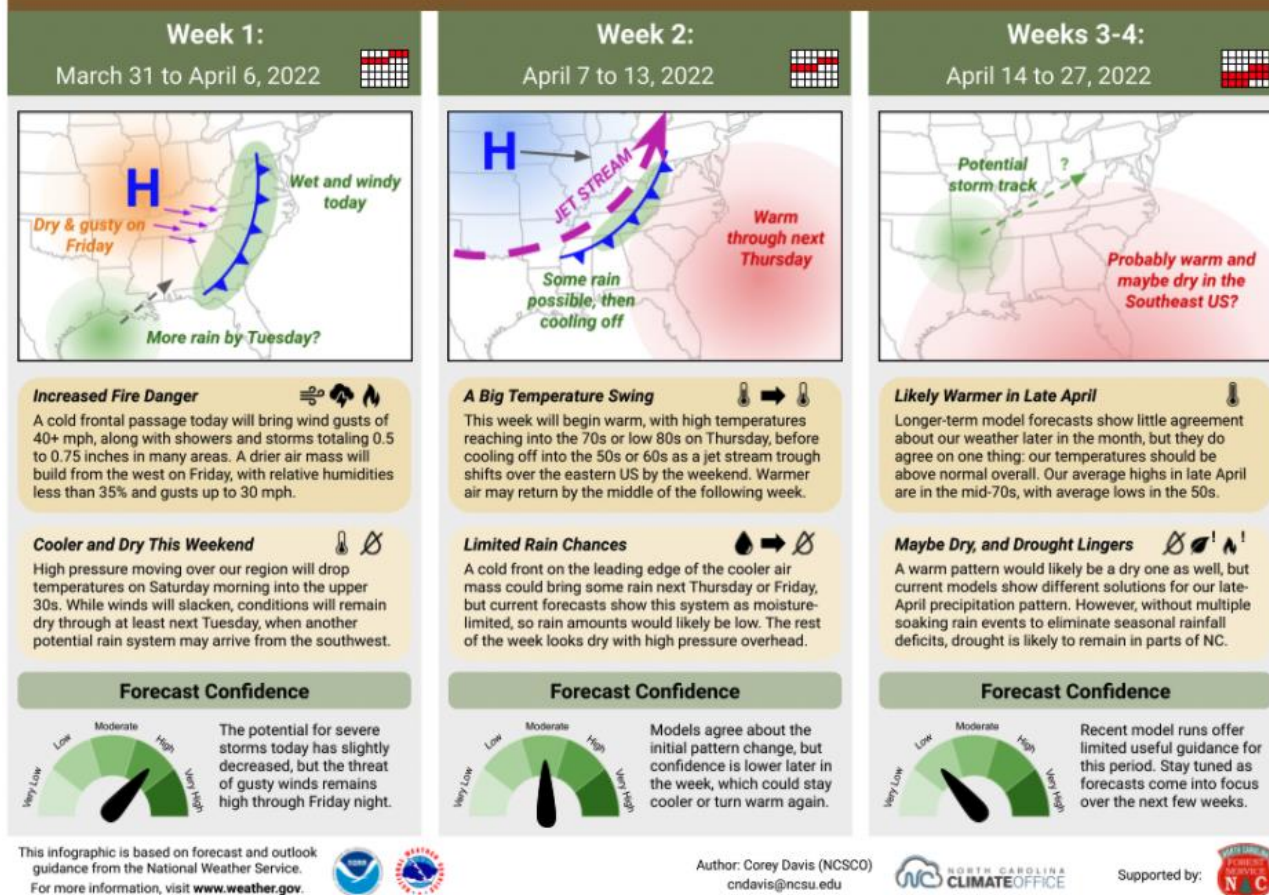 Week 1:
March 31 to April 6, 2022
H
Wet and windy
today
Dry & gusty on
Friday
More rain by Tuesday?
Increased Fire Danger
A cold frontal passage today will bring wind gusts of
40+ mph, along with showers and storms totaling 0.5
to 0.75 inches in many areas. A drier air mass will
build from the west on Friday, with relative humidities
less than 35% and gusts up to 30 mph.
Cooler and Dry This Weekend
High pressure moving over our region will drop
temperatures on Saturday morning into the upper
30s. While winds will slacken, conditions will remain
dry through at least next Tuesday, when another
potential rain system may arrive from the southwest.
Forecast Confidence
Very Low
Low
Moderate
High
Very High
The potential for severe
storms today has slightly
decreased, but the threat
of gusty winds remains
high through Friday night.
Week 2:
April 7 to 13, 2022
H
JET STREAM
Warm
through next
Thursday
Some rain
possible, then
cooling off
A Big Temperature Swing
This week will begin warm, with high temperatures
reaching into the 70s or low 80s on Thursday, before
cooling off into the 50s or 60s as a jet stream trough
shifts over the eastern US by the weekend. Warmer
air may return by the middle of the following week.
Limited Rain Chances
A cold front on the leading edge of the cooler air
mass could bring some rain next Thursday or Friday,
but current forecasts show this system as moisture-
limited, so rain amounts would likely be low. The rest
of the week looks dry with high pressure overhead.
Forecast Confidence
Very Low
Low
Moderate
High
Very High
Models agree about the
initial pattern change, but
confidence is lower later in
the week, which could stay
cooler or turn warm again.
Weeks 3-4:
April 14 to 27, 2022
Potential
storm track
?
Probably warm and
maybe dry in the
Southeast US?
Likely Warmer in Late April
Longer-term model forecasts show little agreement
about our weather later in the month, but they do
agree on one thing: our temperatures should be
above normal overall. Our average highs in late April
are in the mid-70s, with average lows in the 50s.
Maybe Dry, and Drought Lingers
! !
A warm pattern would likely be a dry one as well, but
current models show different solutions for our late-
April precipitation pattern. However, without multiple
soaking rain events to eliminate seasonal rainfall
deficits, drought is likely to remain in parts of NC.
Forecast Confidence
Very Low
Low
Moderate
High
Very High
Recent model runs offer
limited useful guidance for
this period. Stay tuned as
forecasts come into focus
over the next few weeks.
This infographic is based on forecast and outlook
guidance from the National Weather Service.
For more information, visit www.weather.gov.
Author: Corey Davis (NCSCO)
cndavis@ncsu.edu
NORTH CAROLINA
CLIMATEOFFICE
Supported by:
NORTH CAROLINA
FOREST
SERVICE
N C